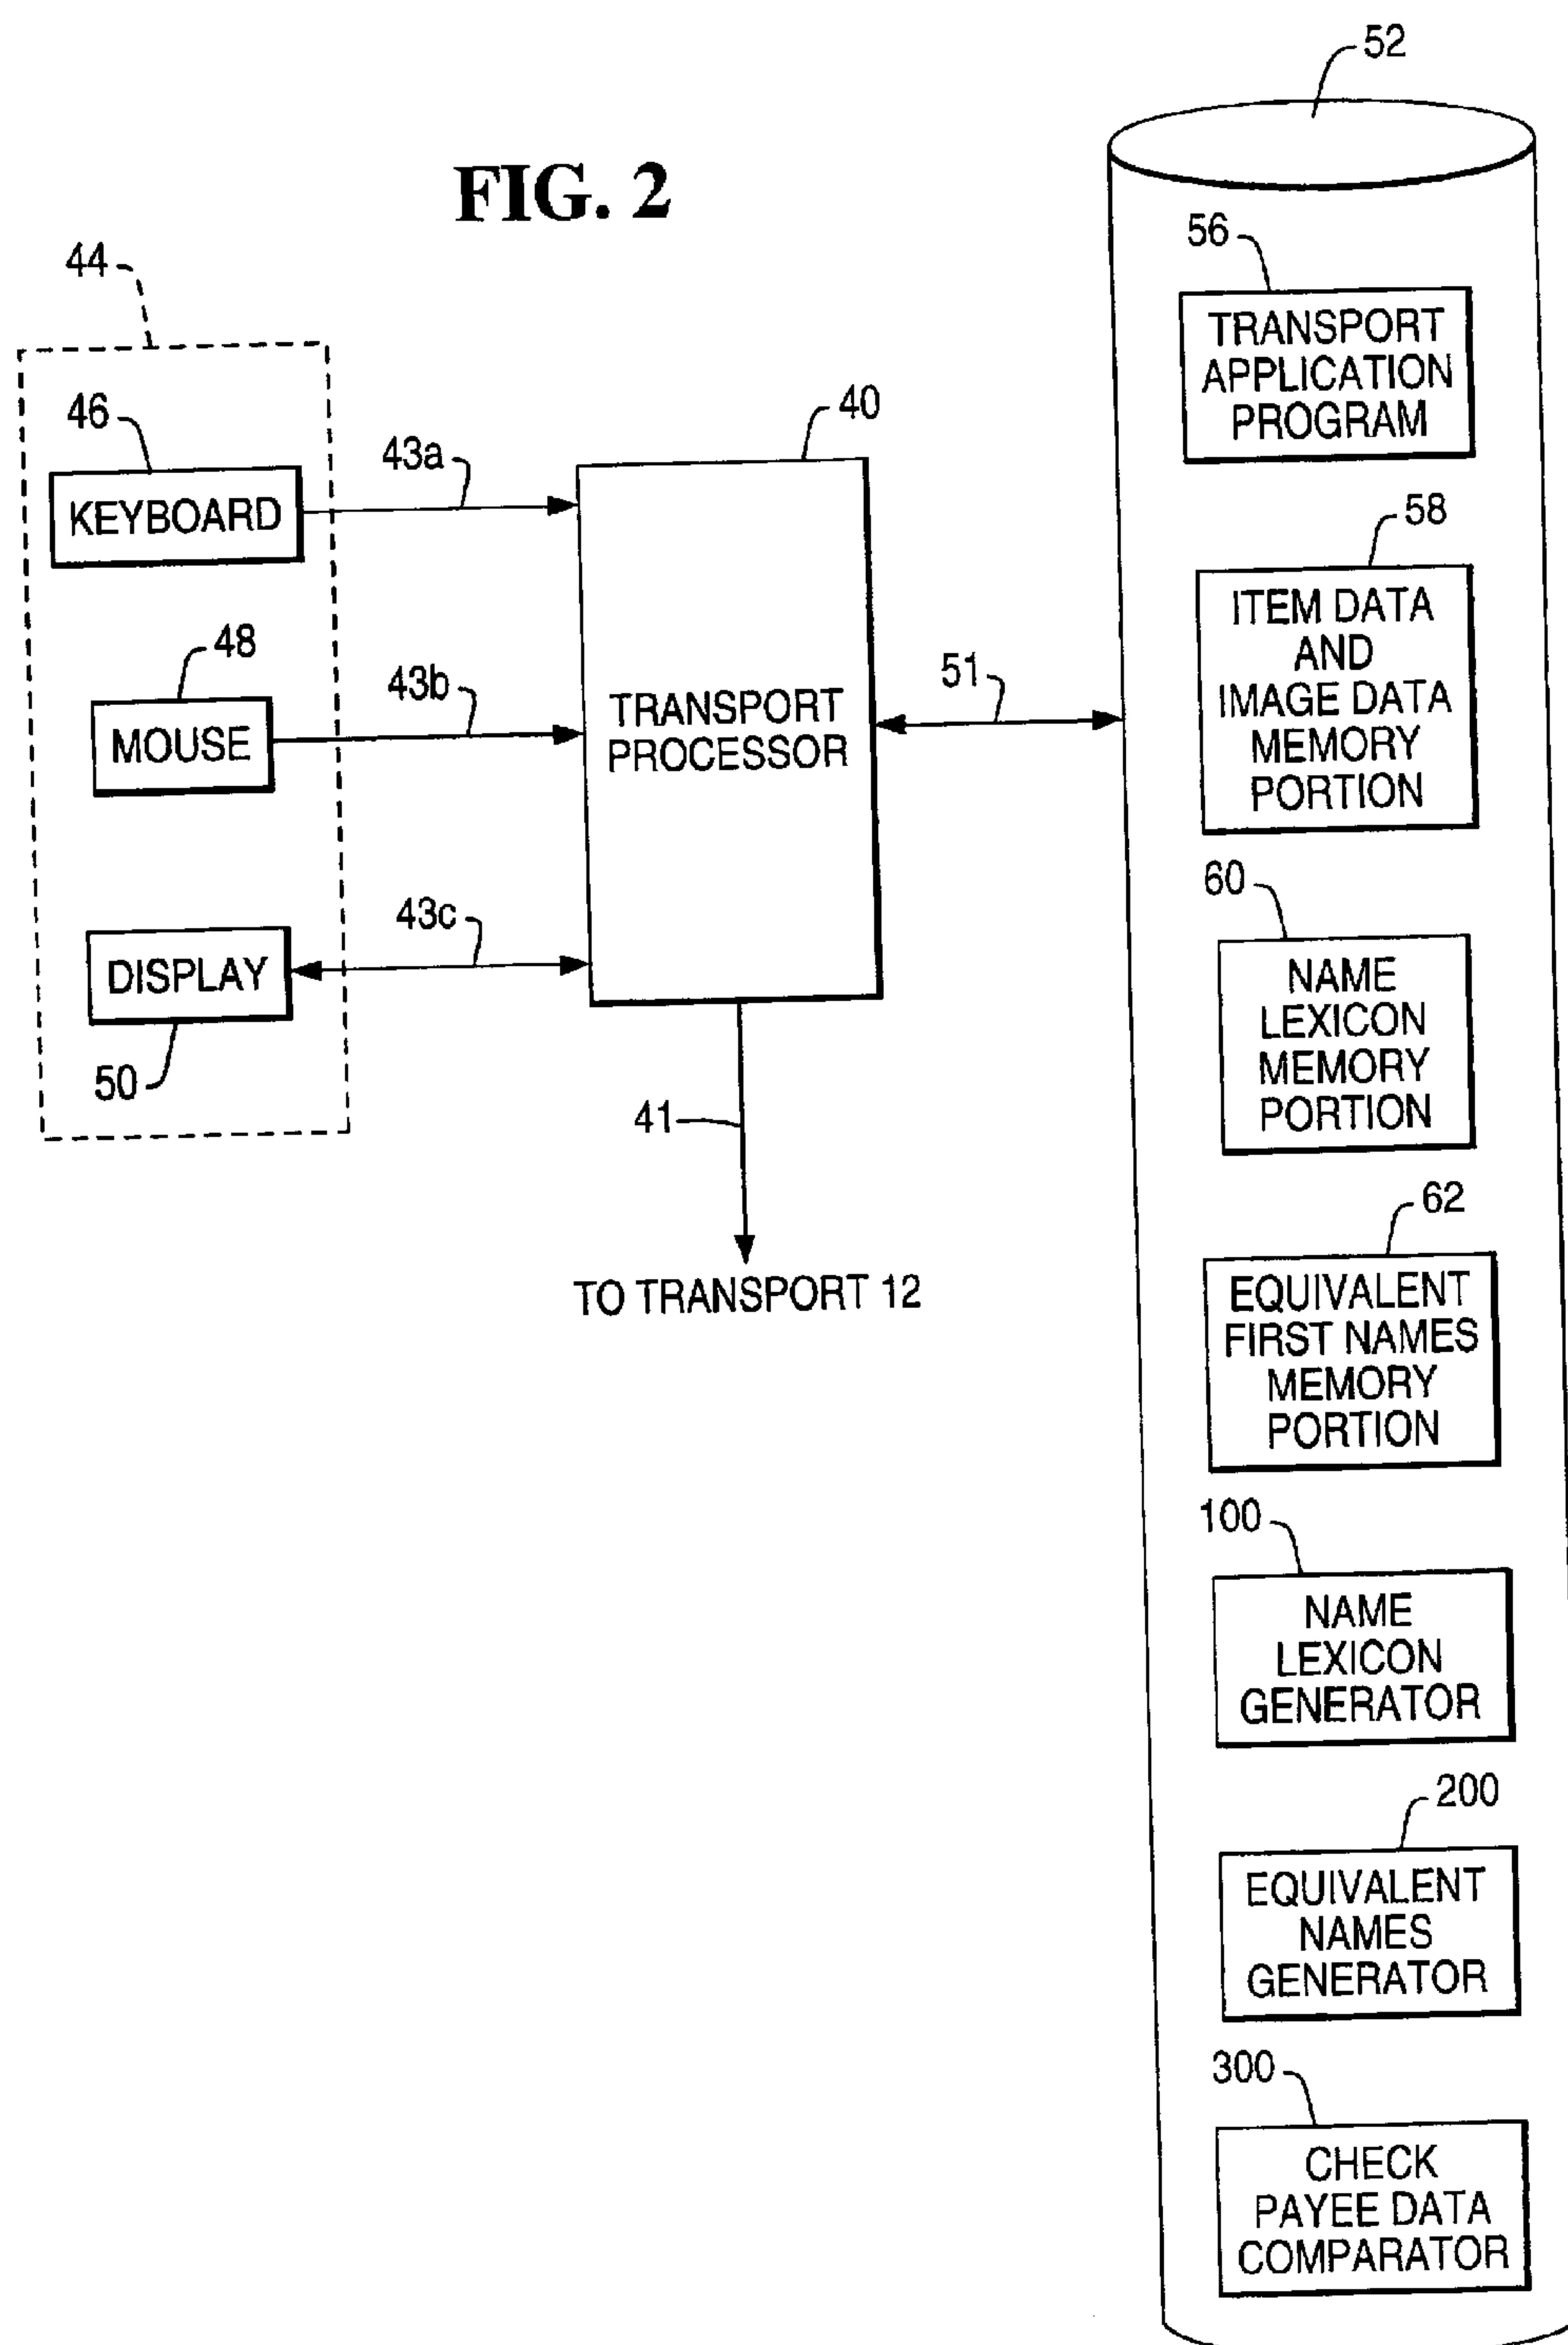 FIG. 2
52
44
46
KEYBOARD
43a
48
MOUSE
43b
DISPLAY
50
43c
40
TRANSPORT
PROCESSOR
51
41
TO TRANSPORT 12
56
TRANSPORT
APPLICATION
PROGRAM
58
ITEM DATA
AND
IMAGE DATA
MEMORY
PORTION
60
NAME
LEXICON
MEMORY
PORTION
62
EQUIVALENT
FIRST NAMES
MEMORY
PORTION
100
NAME
LEXICON
GENERATOR
200
EQUIVALENT
NAMES
GENERATOR
300
CHECK
PAYEE DATA
COMPARATOR